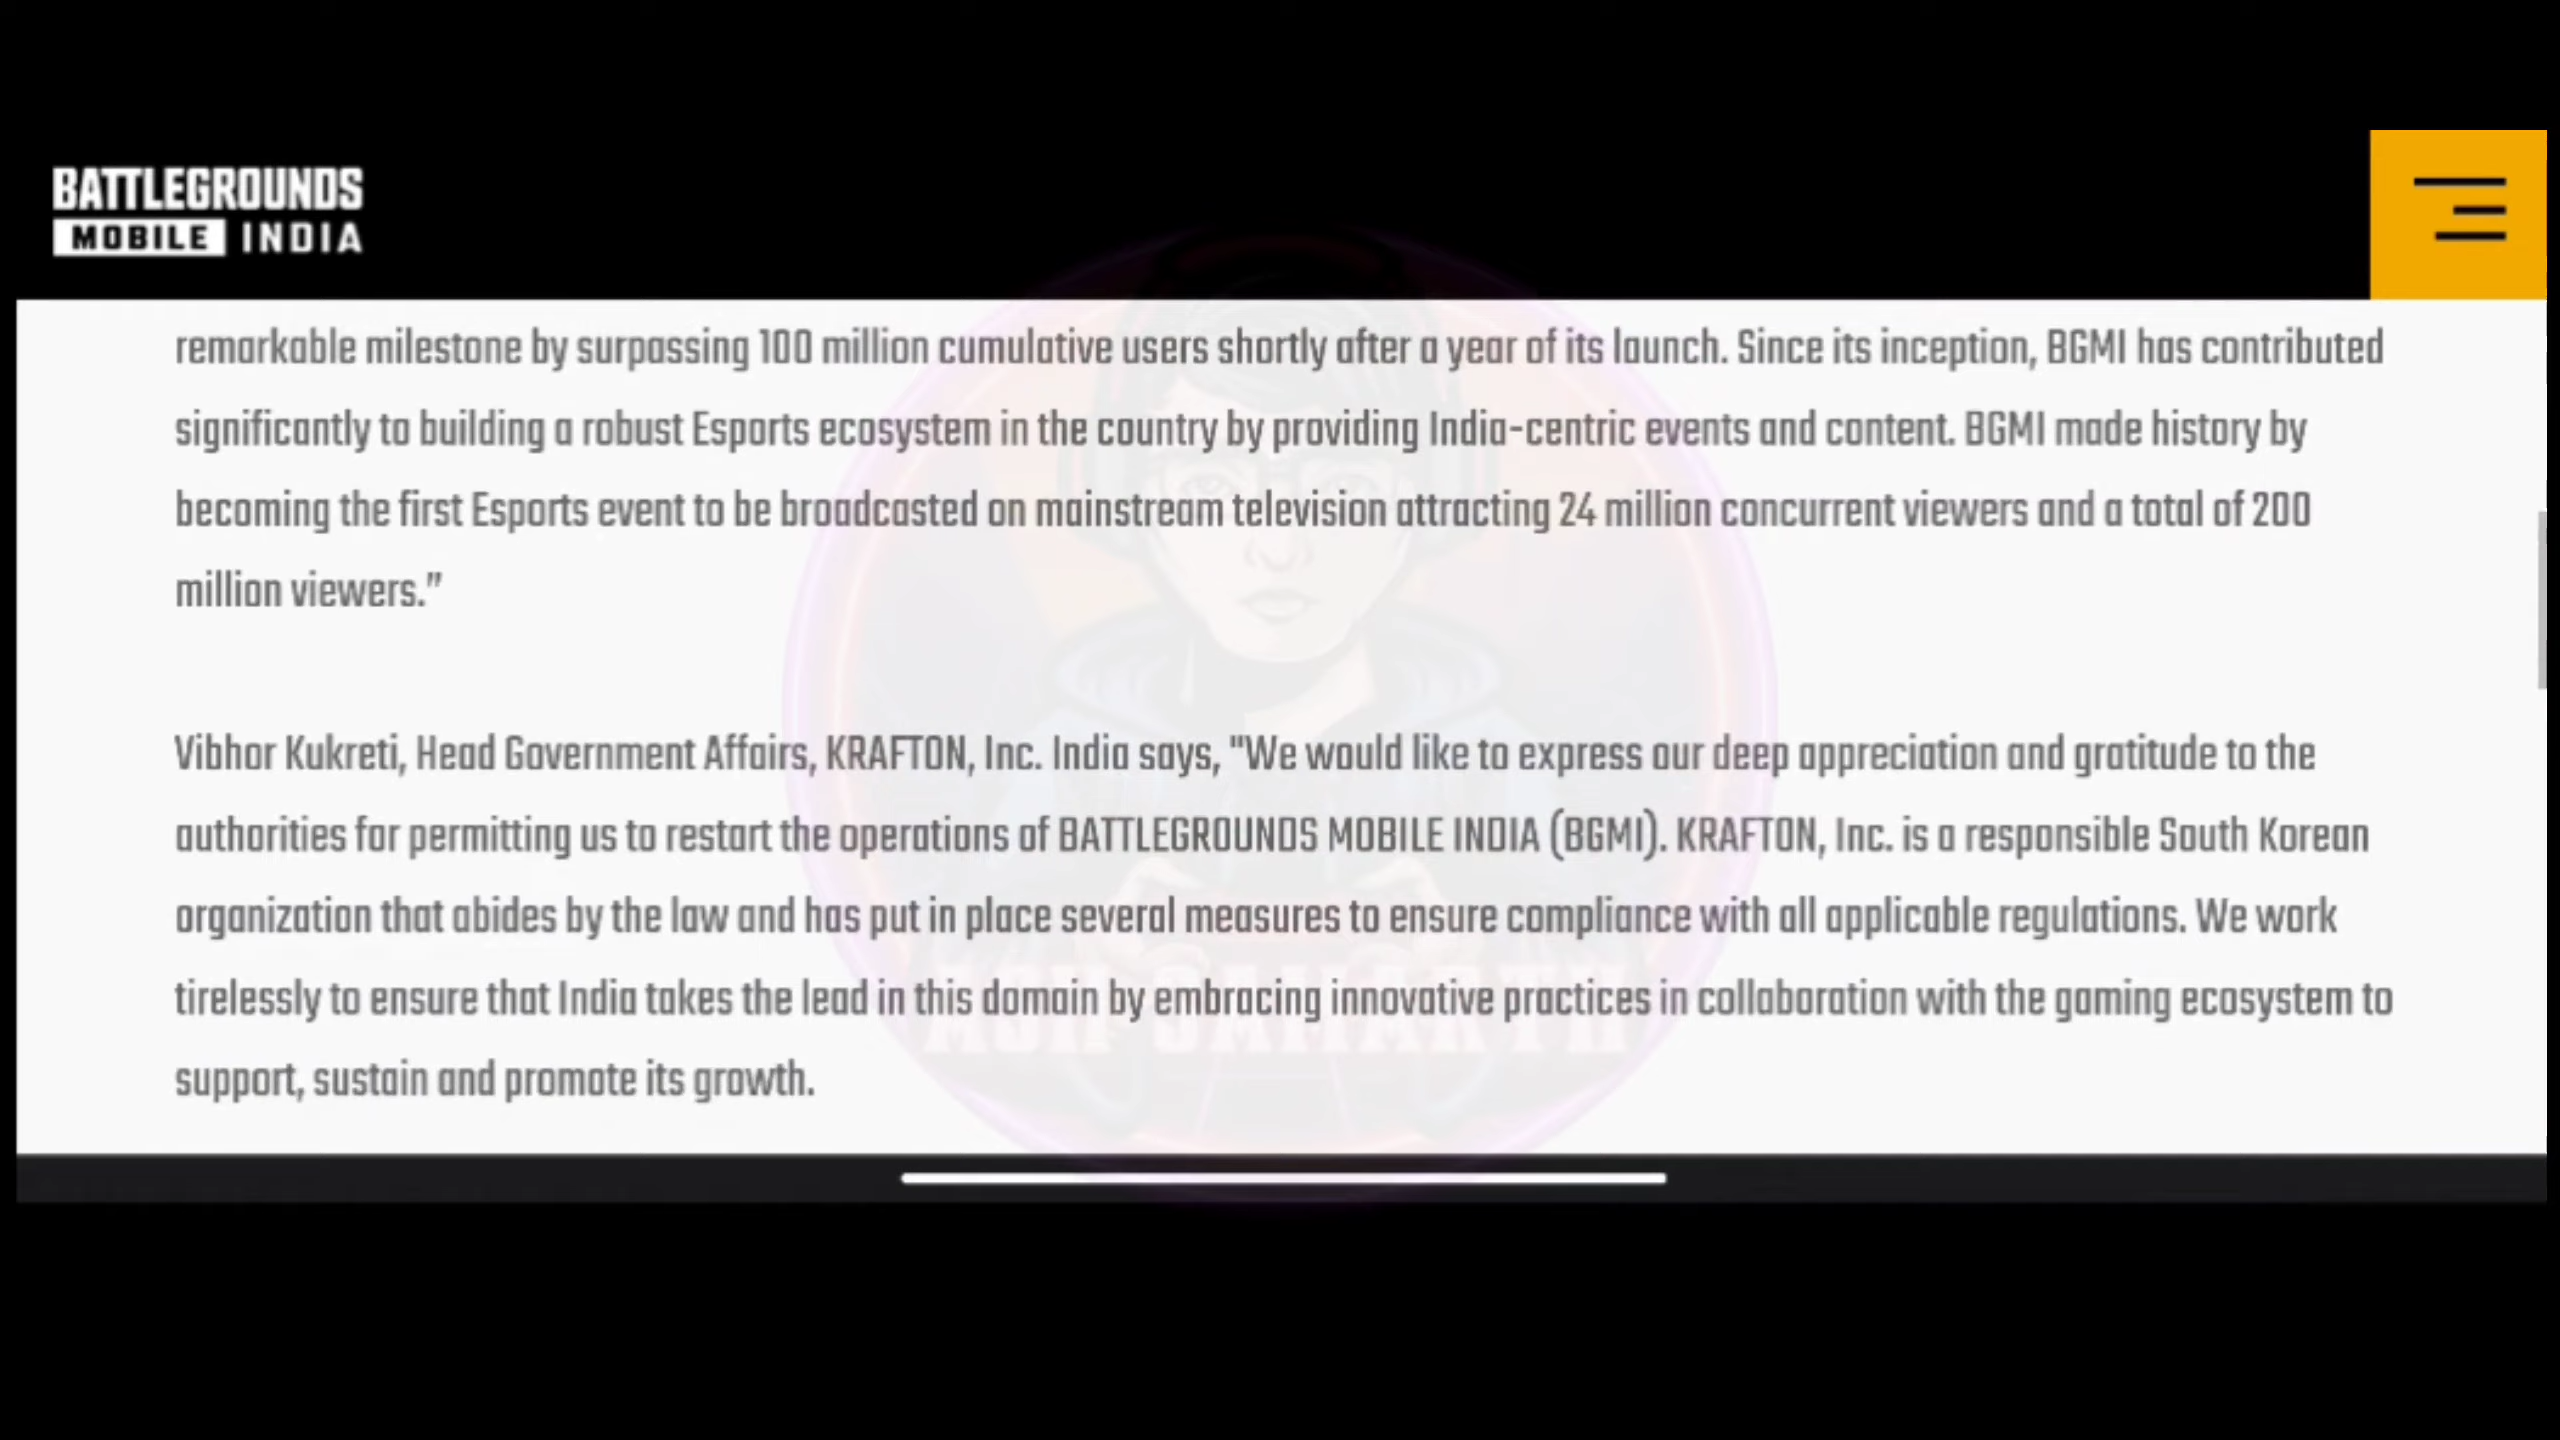 BATTLEGROUNDS
MOBILE INDIA
remarkable milestone by surpassing 100 million cumulative users shortly after a year of its launch. Since its inception, BGMI has contributed
significantly to building a robust Esports ecosystem in the country by providing India-centric events and content. BGMI made history by
becoming the first Esports event to be broadcasted on mainstream television attracting 24 million concurrent viewers and a total of 200
million viewers.”
Vibhor Kukreti, Head Government Affairs, KRAFTON, Inc. India says, "We would like to express our deep appreciation and gratitude to the
authorities for permitting us to restart the operations of BATTLEGROUNDS MOBILE INDIA (BGMI). KRAFTON, Inc. is a responsible South Korean
organization that abides by the law and has put in place several measures to ensure compliance with all applicable regulations. We work
tirelessly to ensure that India takes the lead in this domain by embracing innovative practices in collaboration with the gaming ecosystem to
support, sustain and promote its growth.